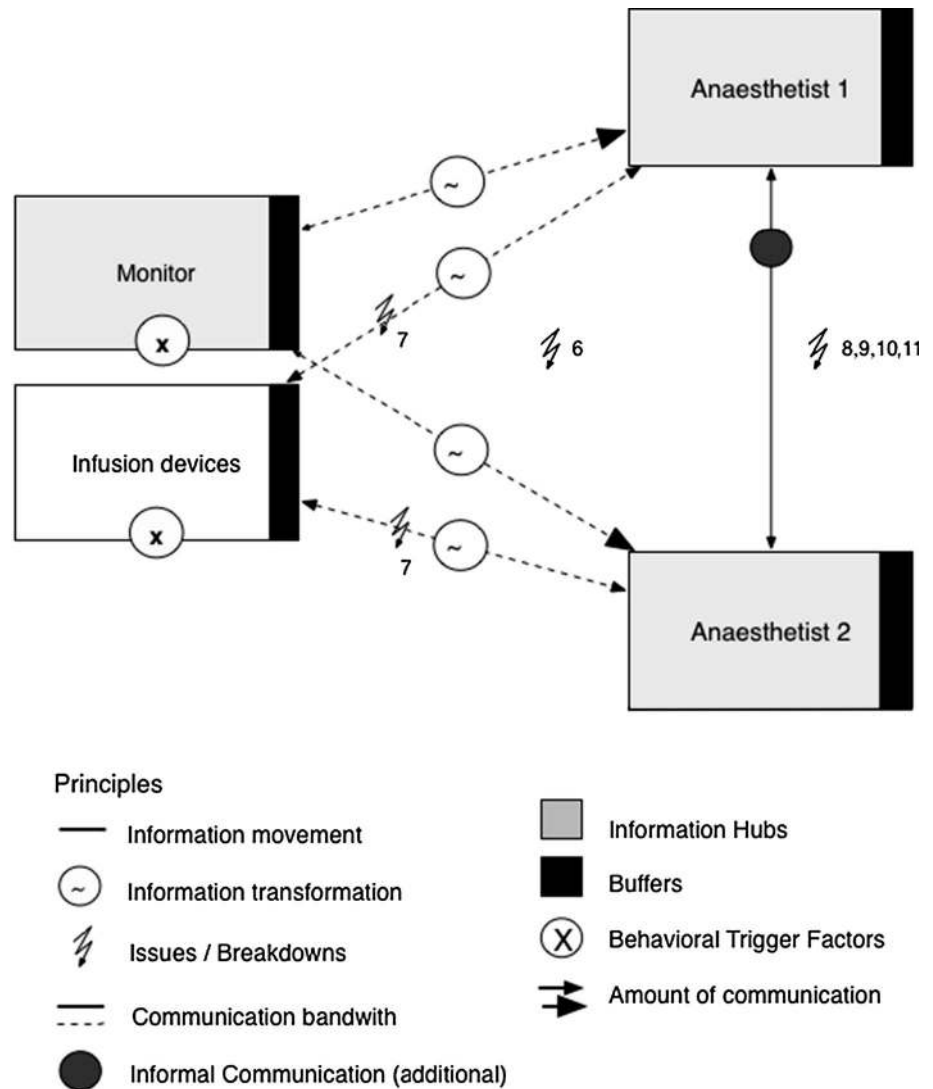 Anaesthetist 1
~
Monitor
~
x
7
6
8,9,10,11
Infusion devices
~
x
7
~
Anaesthetist 2
Principles
Information movement
~ Information transformation
Issues / Breakdowns
Communication bandwith
Informal Communication (additional)
Information Hubs
Buffers
X Behavioral Trigger Factors
Amount of communication